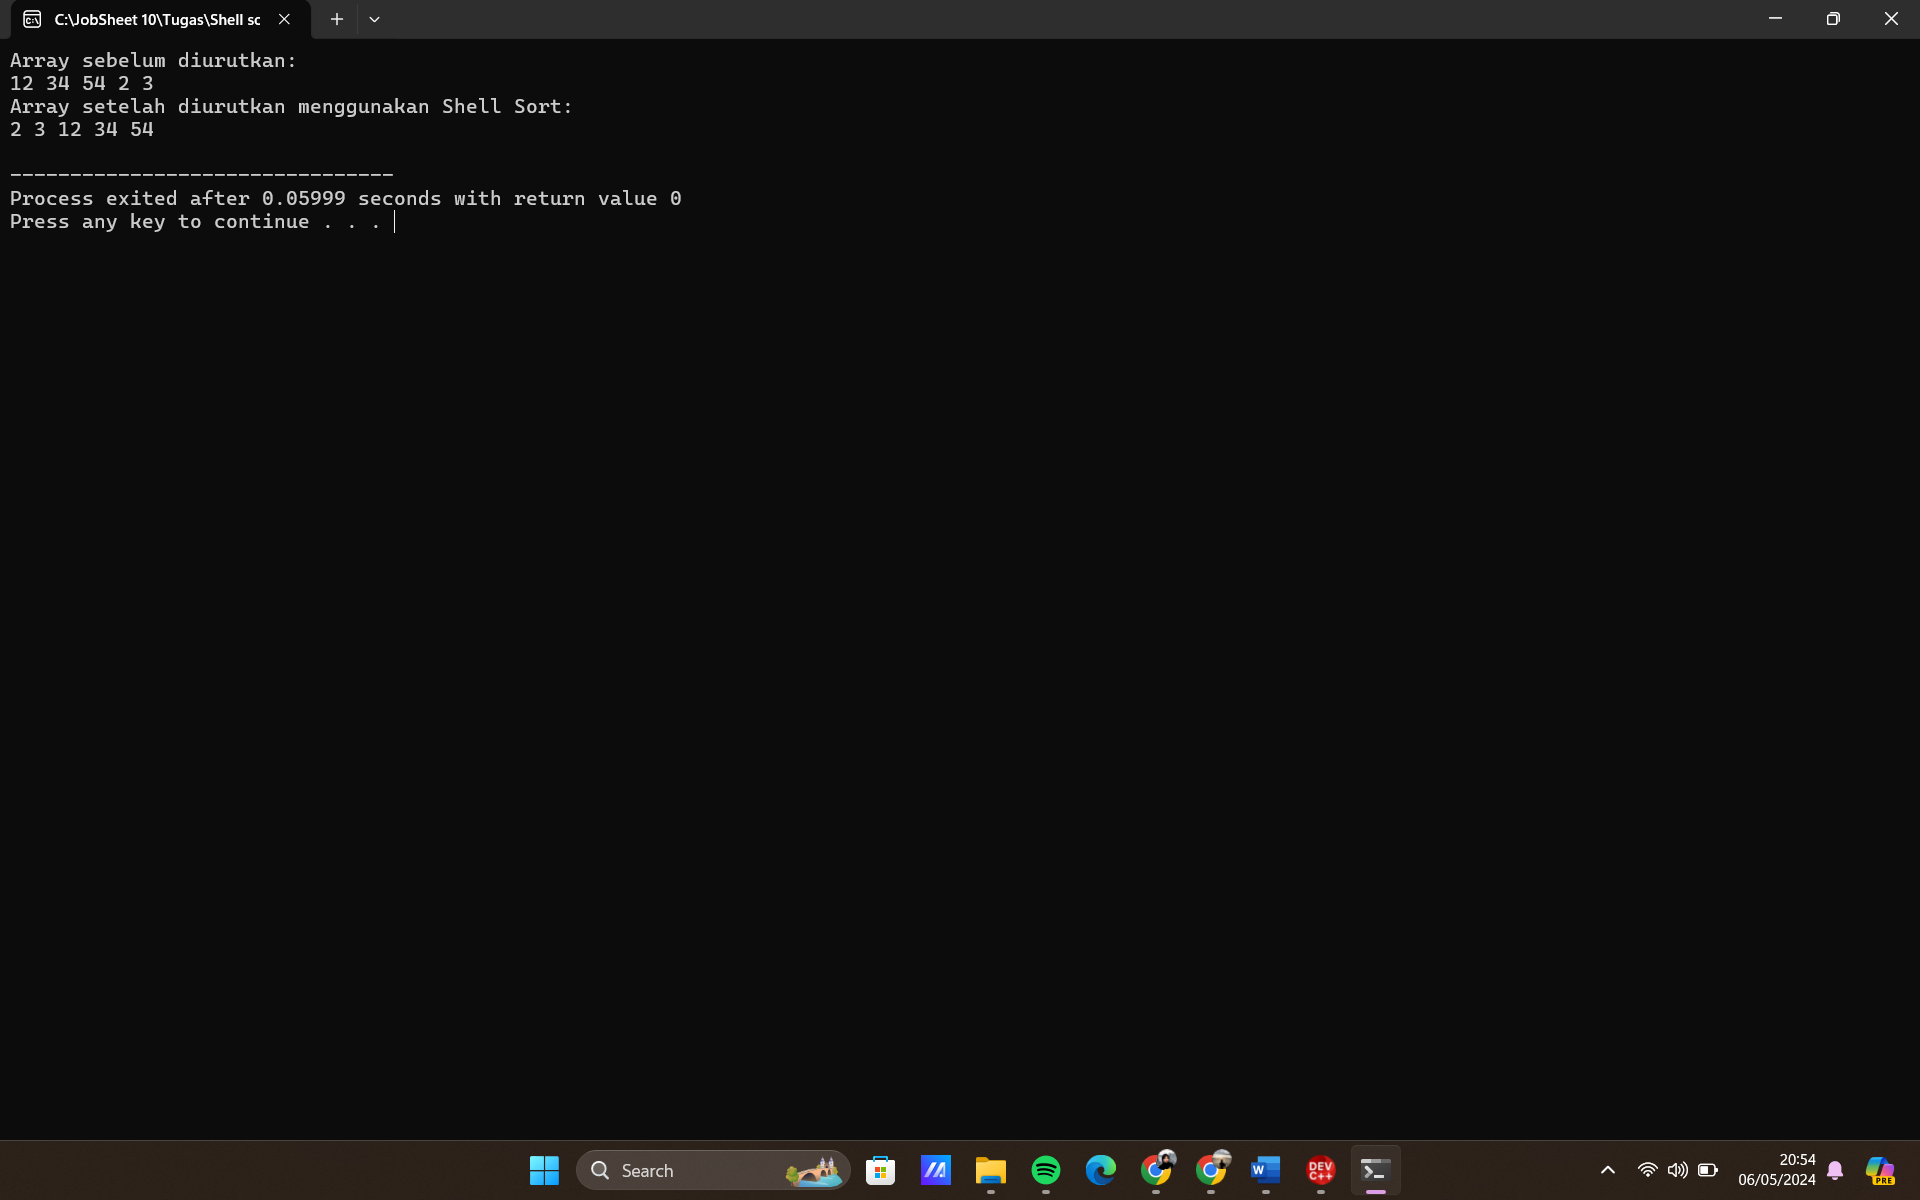 C:\JobSheet 10\Tugas\Shell sc
Array sebelum diurutkan:
12 34 54 2 3
Array setelah diurutkan menggunakan Shell Sort:
2 3 12 34 54
--------------------------------
Process exited after 0.05999 seconds with return value 0
Press any key to continue . . .
Search
DEV
C++
W
20:54
06/05/2024
PRE